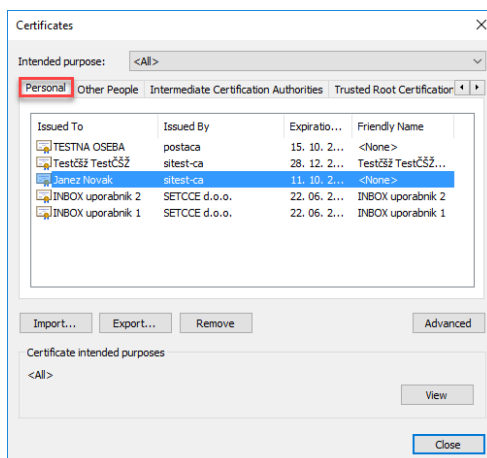 Certificates
Intended purpose: <All>
Personal Other People Intermediate Certification Authorities Trusted Root Certification
Issued To Issued By Expiratio... Friendly Name
TESTNA OSEBA postaca 15. 10. 2... <None>
Testčšž TestČŠŽ sitest-ca 28. 12. 2... Testčšž TestČŠŽ...
Janez Novak sitest-ca 11. 10. 2... <None>
INBOX uporabnik 2 SETCCE d.o.o. 22. 06. 2... INBOX uporabnik 2
INBOX uporabnik 1 SETCCE d.o.o. 22. 06. 2... INBOX uporabnik 1
Import... Export... Remove Advanced
Certificate intended purposes
<All>
View
Close